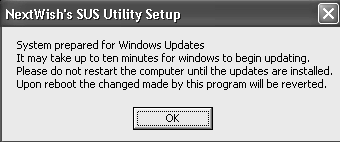 NextWish's SUS Utility Setup
System prepared for Windows Updates
It may take up to ten minutes for windows to begin updating.
Please do not restart the computer until the updates are installed.
Upon reboot the changed made by this program will be reverted.
OK